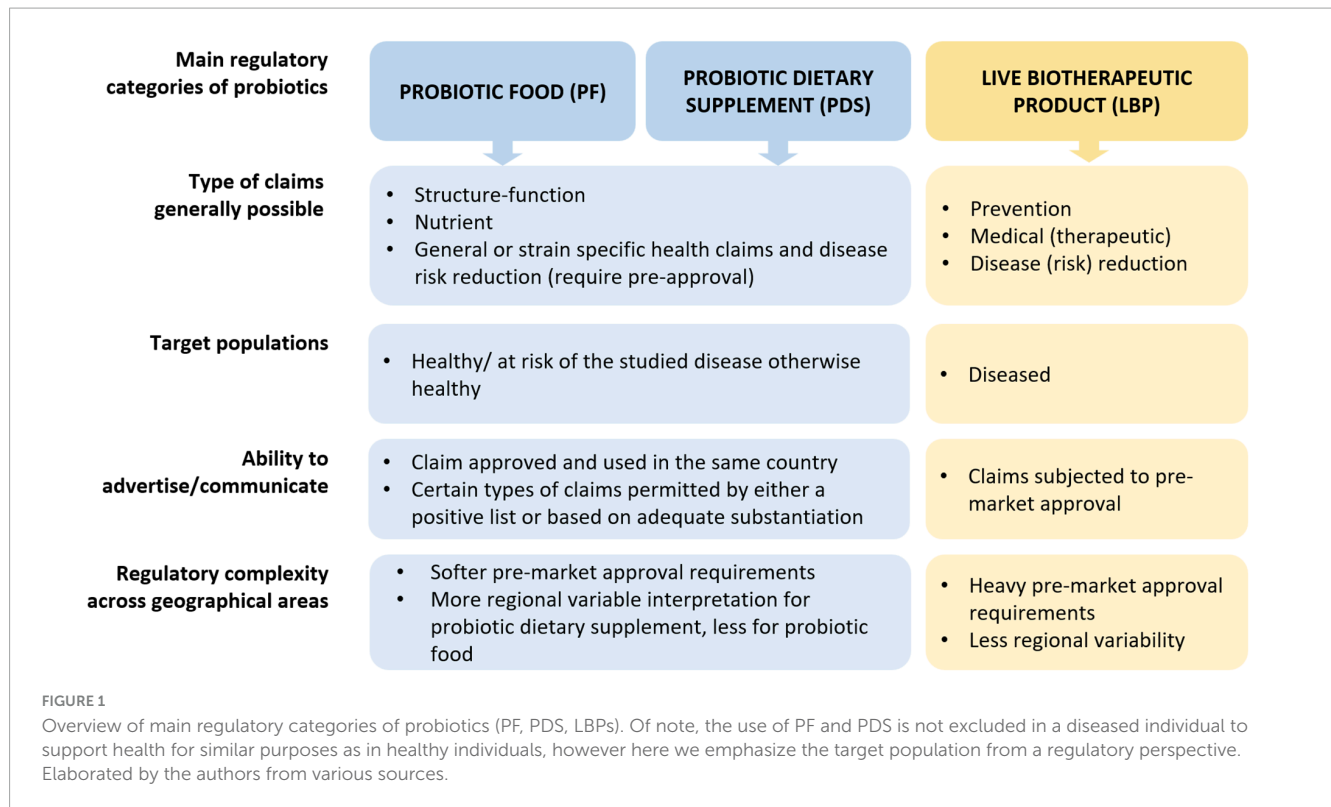 Main regulatory
categories of probiotics
PROBIOTIC FOOD (PF)
PROBIOTIC DIETARY
SUPPLEMENT (PDS)
LIVE BIOTHERAPEUTIC
PRODUCT (LBP)
Type of claims
generally possible
• Structure-function
• Nutrient
• General or strain specific health claims and disease
risk reduction (require pre-approval)
• Prevention
• Medical (therapeutic)
• Disease (risk) reduction
Target populations
• Healthy/ at risk of the studied disease otherwise
healthy
• Diseased
Ability to
advertise/communicate
• Claim approved and used in the same country
• Certain types of claims permitted by either a
positive list or based on adequate substantiation
• Claims subjected to pre-
market approval
Regulatory complexity
across geographical areas
• Softer pre-market approval requirements
• More regional variable interpretation for
probiotic dietary supplement, less for probiotic
food
• Heavy pre-market approval
requirements
• Less regional variability
FIGURE 1
Overview of main regulatory categories of probiotics (PF, PDS, LBPs). Of note, the use of PF and PDS is not excluded in a diseased individual to
support health for similar purposes as in healthy individuals, however here we emphasize the target population from a regulatory perspective.
Elaborated by the authors from various sources.